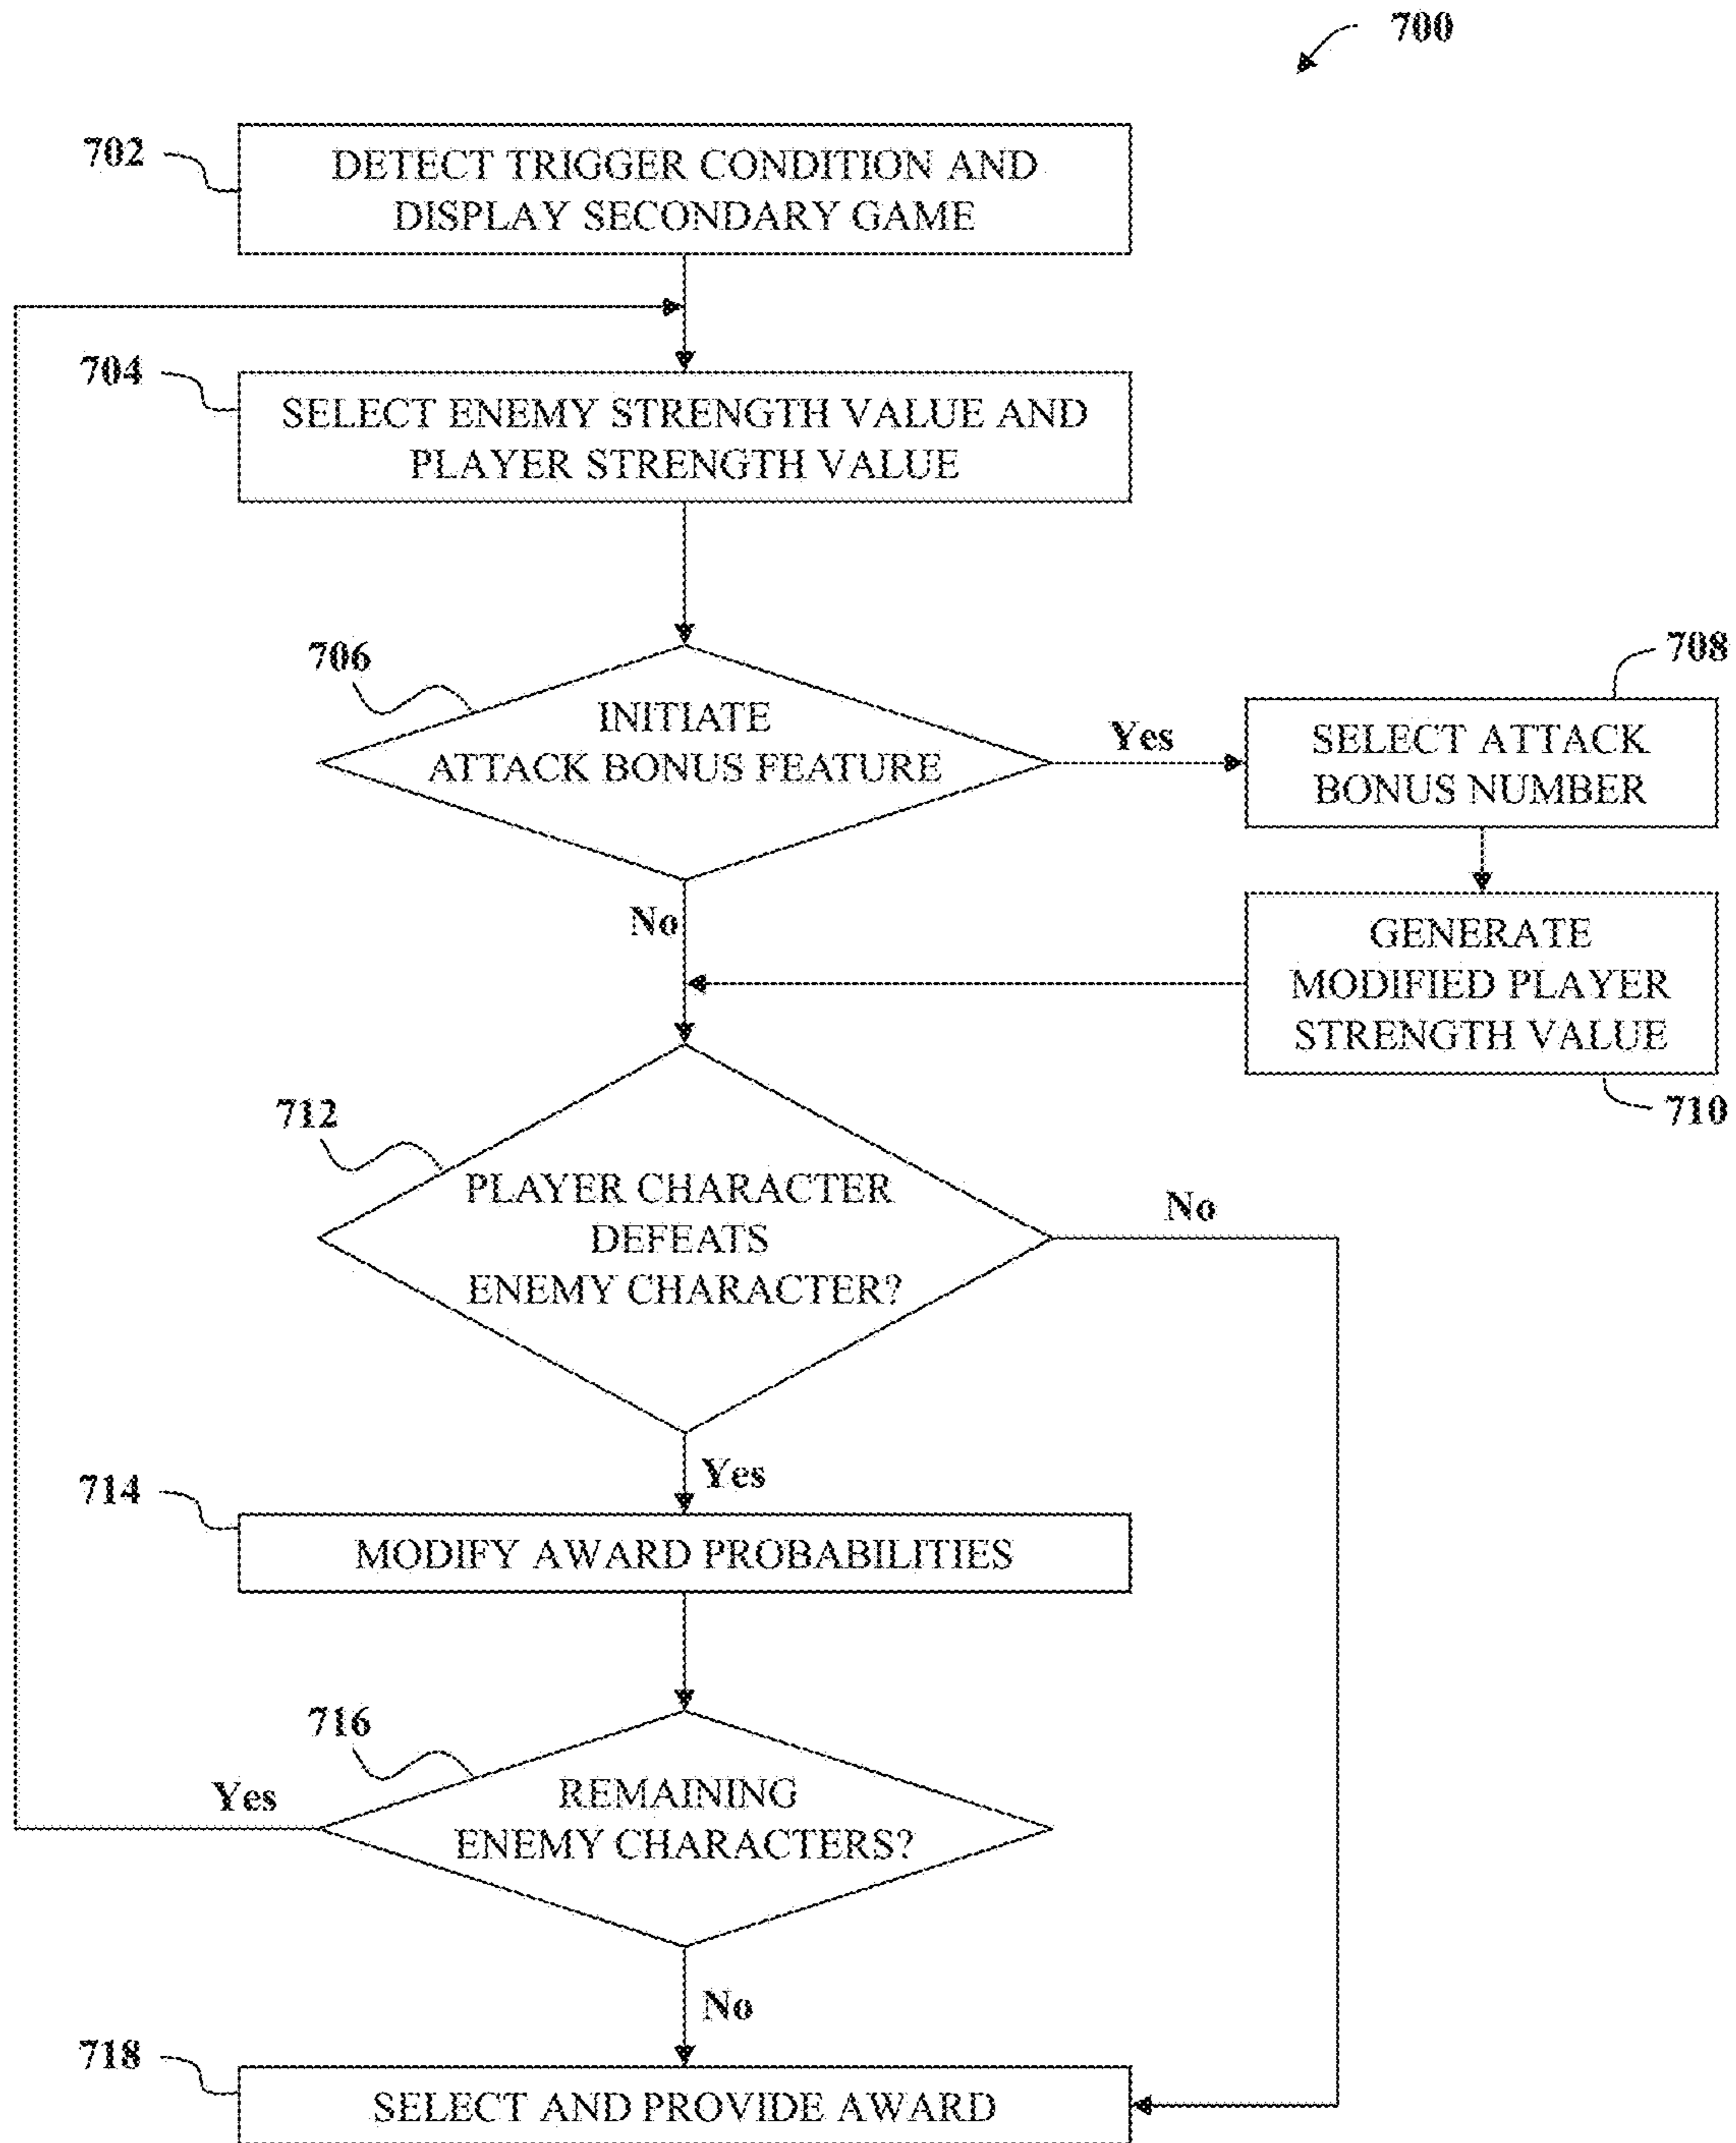 700
702
DETECT TRIGGER CONDITION AND
DISPLAY SECONDARY GAME
704
SELECT ENEMY STRENGTH VALUE AND
PLAYER STRENGTH VALUE
706
INITIATE
ATTACK BONUS FEATURE
Yes
708
SELECT ATTACK
BONUS NUMBER
No
GENERATE
MODIFIED PLAYER
STRENGTH VALUE
710
712
PLAYER CHARACTER
DEFEATS
ENEMY CHARACTER?
No
Yes
714
MODIFY AWARD PROBABILITIES
716
REMAINING
ENEMY CHARACTERS?
Yes
No
718
SELECT AND PROVIDE AWARD